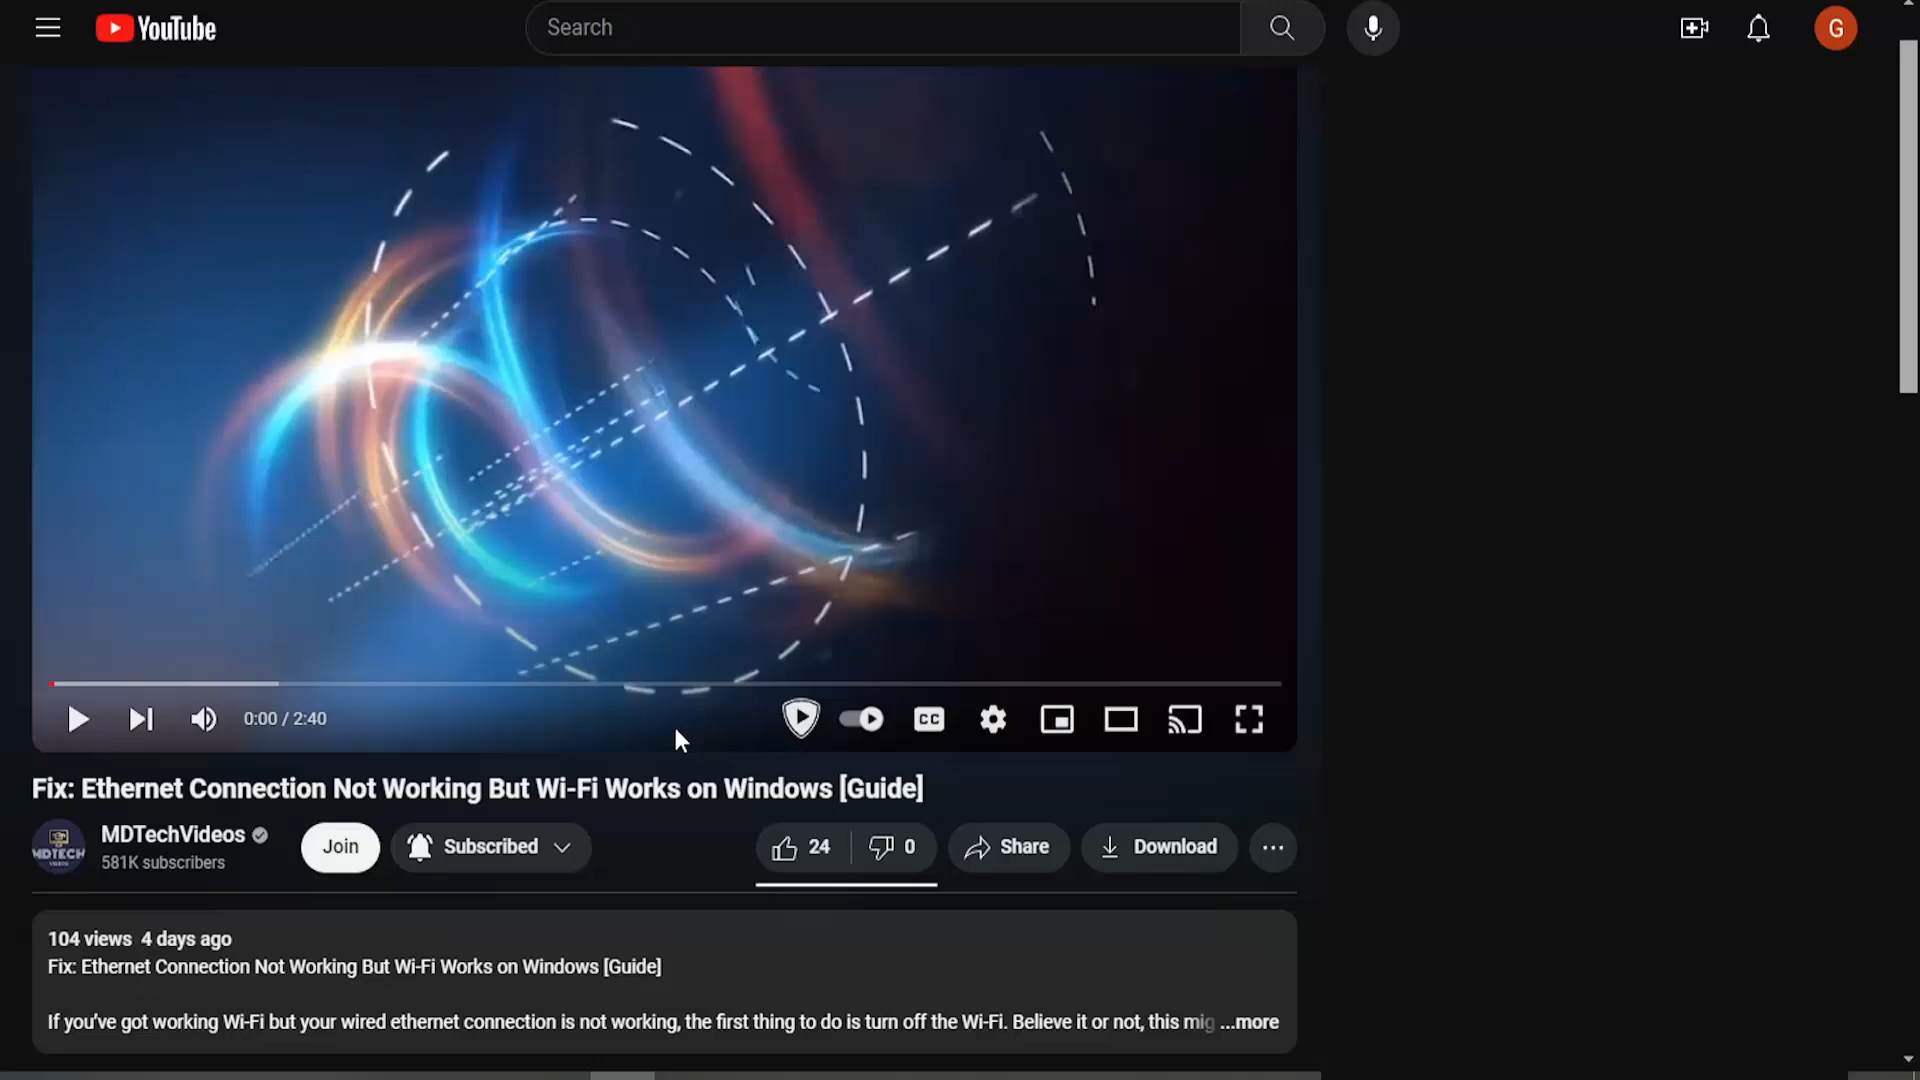 YouTube
Search
G
0:00 / 2:40
CC
Fix: Ethernet Connection Not Working But Wi-Fi Works on Windows [Guide]
MDTECH
VIDEOS
MDTechVideos
581K subscribers
Join
Subscribed
24
0
Share
Download
104 views 4 days ago
Fix: Ethernet Connection Not Working But Wi-Fi Works on Windows [Guide]
If you've got working Wi-Fi but your wired ethernet connection is not working, the first thing to do is turn off the Wi-Fi. Believe it or not, this mig ...more